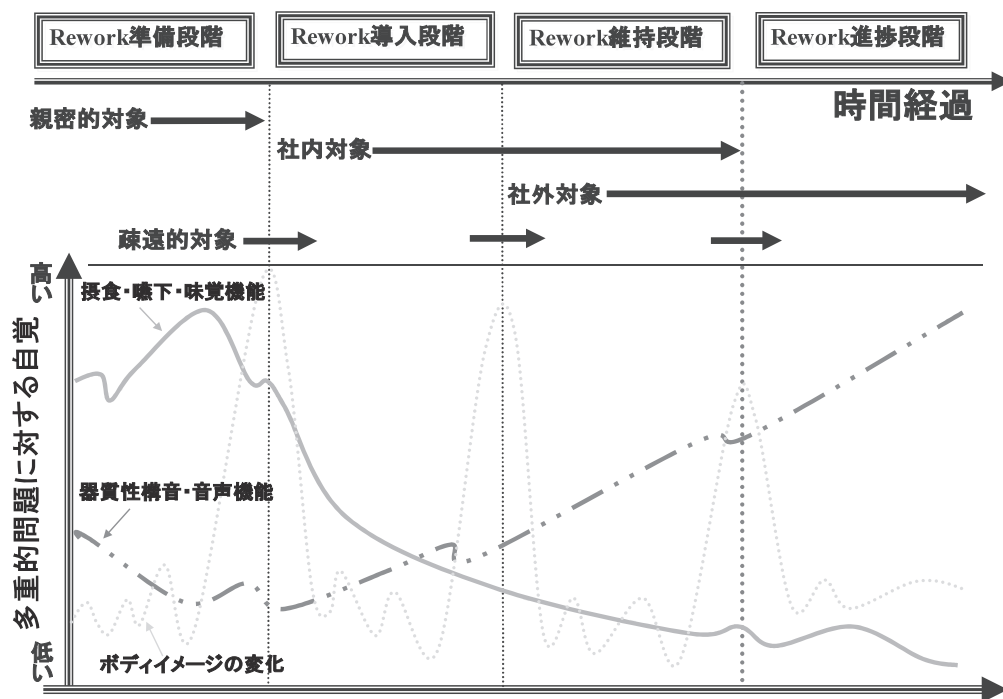 Rework準備段階
Rework導入段階
Rework維持段階
Rework進捗段階
時間経過
親密的対象
社内対象
社外対象
疎遠的対象
高い
摂食・嚥下・味覚機能
多重的問題に対する自覚
器質性構音・音声機能
ボディイメージの変化
低い